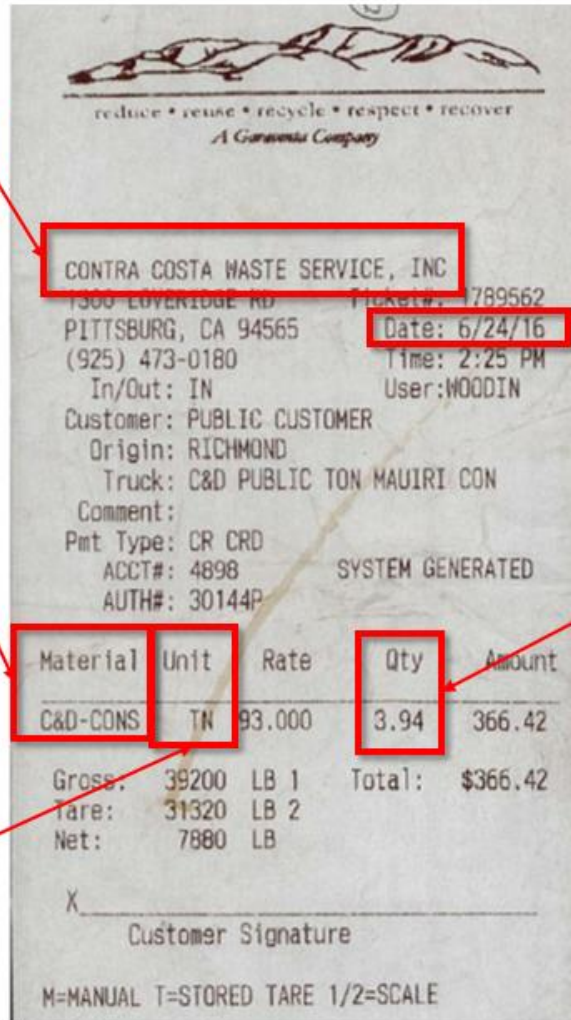 reduce • reuse • recycle • respect • recover
A Garaventa Company
CONTRA COSTA WASTE SERVICE, INC
1300 LOVERIDGE RD Ticket#: 1789562
PITTSBURG, CA 94565 Date: 6/24/16
(925) 473-0180 Time: 2:25 PM
In/Out: IN User:WOODIN
Customer: PUBLIC CUSTOMER
Origin: RICHMOND
Truck: C&D PUBLIC TON MAUIRI CON
Comment:
Pmt Type: CR CRD
ACCT#: 4898 SYSTEM GENERATED
AUTH#: 30144P
Material Unit Rate Qty Amount
C&D-CONS TN 93.000 3.94 366.42
Gross: 39200 LB 1 Total: $366.42
Tare: 31320 LB 2
Net: 7880 LB
X
Customer Signature
M=MANUAL T=STORED TARE 1/2=SCALE